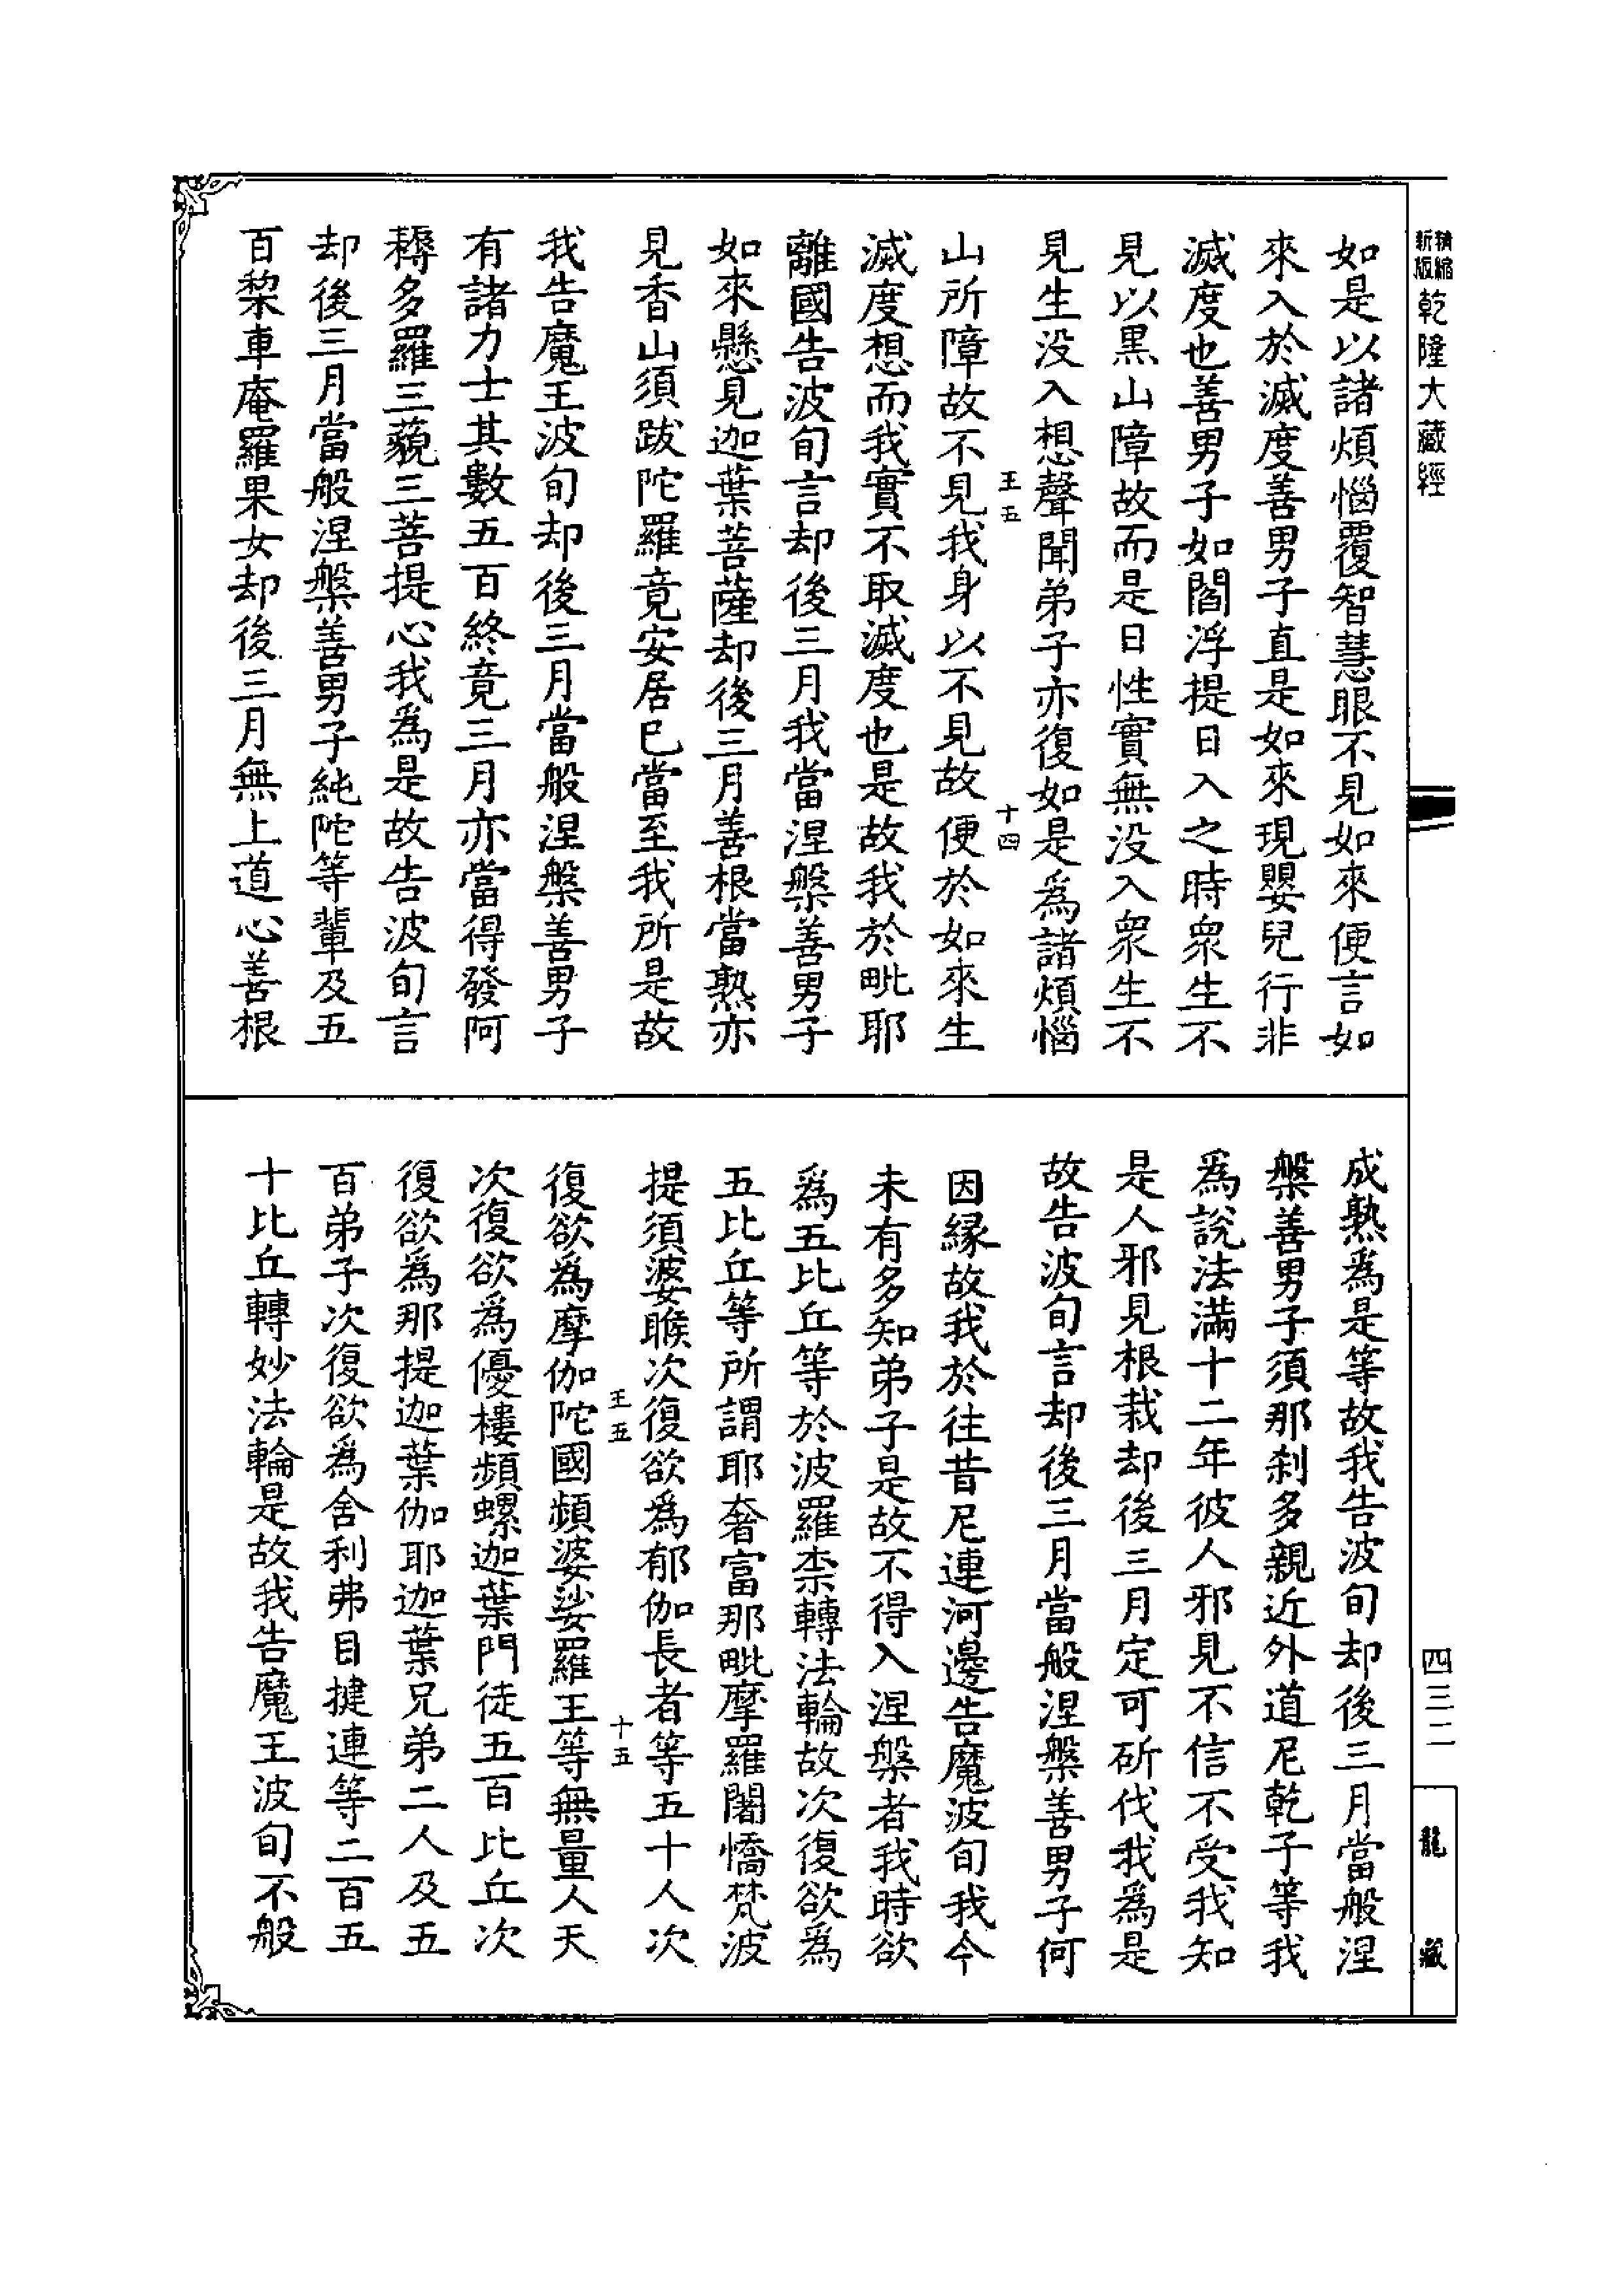 精縮
新版
乾隆大藏經
如是以諸煩惱覆智慧眼不見如來便言如
來入於滅度善男子直是如來現嬰兒行非
滅度也善男子如閻浮提日入之時衆生不
見以黒山障故而是日性實無没入衆生不
見生没入想聲聞弟子亦復如是爲諸煩惱
王五
十四
山所障故不見我身以不見故便於如來生
滅度想而我實不取滅度也是故我於毗耶
離國告波旬言却後三月我當涅槃善男子
如來懸見迦葉菩薩却後三月善根當熟亦
見香山須跋陀羅竟安居已當至我所是故
我告魔王波旬却後三月當般涅槃善男子
有諸力士其數五百終竟三月亦當得發阿
耨多羅三藐三菩提心我爲是故告波旬言
却後三月當般涅槃善男子純陀等輩及五
百棃車庵羅果女却後三月無上道心善根
成熟爲是等故我告波旬却後三月當般涅
槃善男子須那刹多親近外道尼乾子等我
爲說法滿十二年彼人邪見不信不受我知
是人邪見根栽却後三月定可斫伐我爲是
故告波旬言却後三月當般涅槃善男子何
因縁故我於往昔尼連河邊告魔波旬我今
未有多知弟子是故不得入涅槃者我時欲
爲五比丘等於波羅柰轉法輪故次復欲爲
五比丘等所謂耶奢富那毗摩羅闍憍梵波
提須婆睺次復欲爲郁伽長者等五十人次
王五
十五
復欲爲摩伽陀國頻婆娑羅王等無量人天
次復欲爲優樓頻螺迦葉門徒五百比丘次
復欲爲那提迦葉伽耶迦葉兄弟二人及五
百弟子次復欲爲舍利弗目揵連等二百五
十比丘轉妙法輪是故我告魔王波旬不般
四三二
龍藏